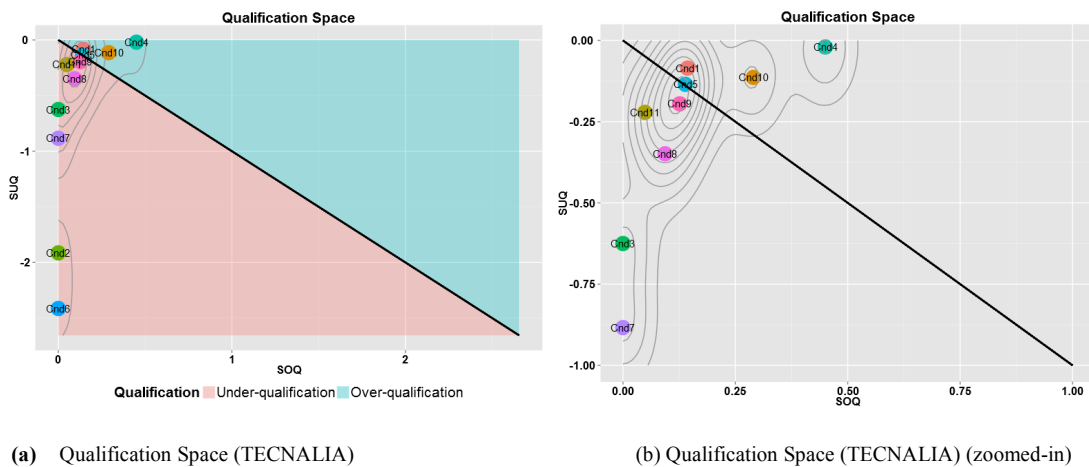 Qualification Space
0
-1
-2
SUQ
Cnd4
Cnd1
Cnd10
Cnd5
Cnd9
Cnd8
Cnd3
Cnd7
Cnd2
Cnd6
0
1
2
SOQ
Qualification Under-qualification Over-qualification
(a) Qualification Space (TECNALIA)
Qualification Space
0.00
-0.25
-0.50
-0.75
-1.00
SUQ
Cnd4
Cnd1
Cnd10
Cnd5
Cnd9
Cnd11
Cnd8
Cnd3
Cnd7
0.00
0.25
0.50
0.75
1.00
SOQ
(b) Qualification Space (TECNALIA) (zoomed-in)